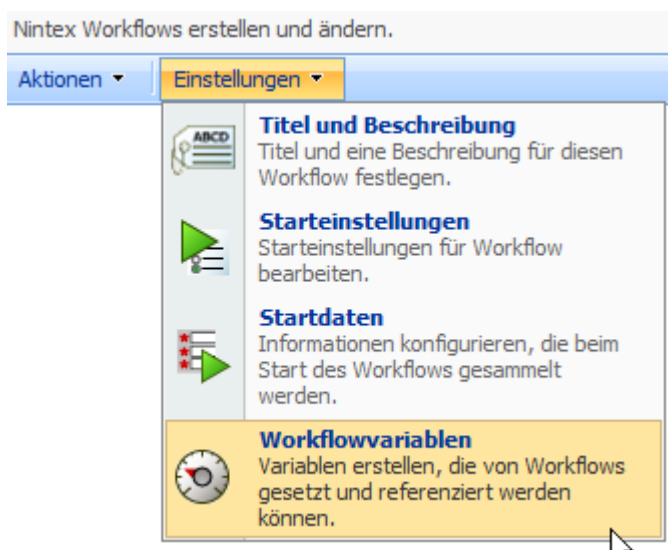 Nintex Workflows erstellen und ändern.
Aktionen
Einstellungen
ABCD
Titel und Beschreibung
Titel und eine Beschreibung für diesen
Workflow festlegen.
Starteinstellungen
Starteinstellungen für Workflow
bearbeiten.
Startdaten
Informationen konfigurieren, die beim
Start des Workflows gesammelt
werden.
Workflowvariablen
Variablen erstellen, die von Workflows
gesetzt und referenziert werden
können.